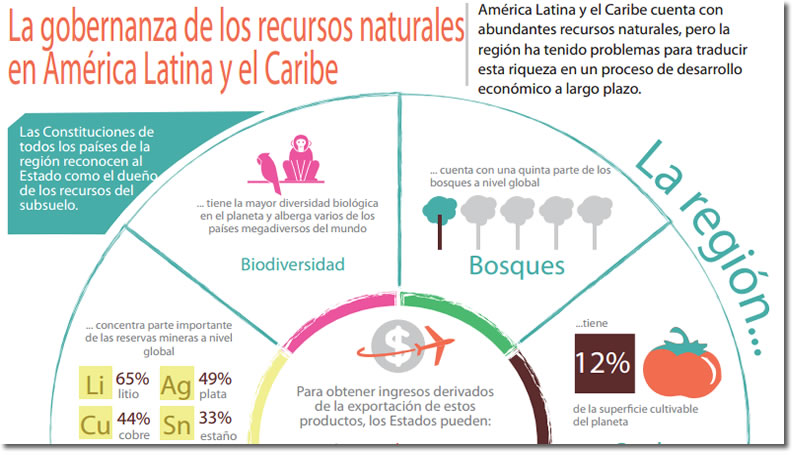 La gobernanza de los recursos naturales
en América Latina y el Caribe
América Latina y el Caribe cuenta con
abundantes recursos naturales, pero la
región ha tenido problemas para traducir
esta riqueza en un proceso de desarrollo
económico a largo plazo.
Las Constituciones de
todos los países de la
región reconocen al
Estado como el dueño
de los recursos del
subsuelo.
La región...
... tiene la mayor diversidad biológica
en el planeta y alberga varios de los
países megadiversos del mundo
Biodiversidad
... cuenta con una quinta parte de los
bosques a nivel global
Bosques
... concentra parte importante
de las reservas mineras a nivel
global
Li 65% litio
Ag 49% plata
Cu 44% cobre
Sn 33% estaño
$
Para obtener ingresos derivados
de la exportación de estos
productos, los Estados pueden:
...tiene
12%
de la superficie cultivable
del planeta